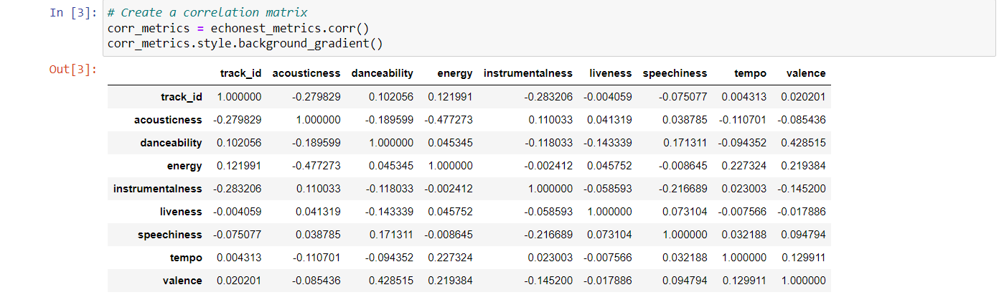 In [3]: # Create a correlation matrix
corr_metrics = echonest_metrics.corr()
corr_metrics.style.background_gradient()
Out[3]:
track_id acousticness danceability energy instrumentalness liveness speechiness tempo valence
track_id 1.000000 -0.279829 0.102056 0.121991 -0.283206 -0.004059 -0.075077 0.004313 0.020201
acousticness -0.279829 1.000000 -0.189599 -0.477273 0.110033 0.041319 0.038785 -0.110701 -0.085436
danceability 0.102056 -0.189599 1.000000 0.045345 -0.118033 -0.143339 0.171311 -0.094352 0.428515
energy 0.121991 -0.477273 0.045345 1.000000 -0.002412 0.045752 -0.008645 0.227324 0.219384
instrumentalness -0.283206 0.110033 -0.118033 -0.002412 1.000000 -0.058593 -0.216689 0.023003 -0.145200
liveness -0.004059 0.041319 -0.143339 0.045752 -0.058593 1.000000 0.073104 -0.007566 -0.017886
speechiness -0.075077 0.038785 0.171311 -0.008645 -0.216689 0.073104 1.000000 0.032188 0.094794
tempo 0.004313 -0.110701 -0.094352 0.227324 0.023003 -0.007566 0.032188 1.000000 0.129911
valence 0.020201 -0.085436 0.428515 0.219384 -0.145200 -0.017886 0.094794 0.129911 1.000000